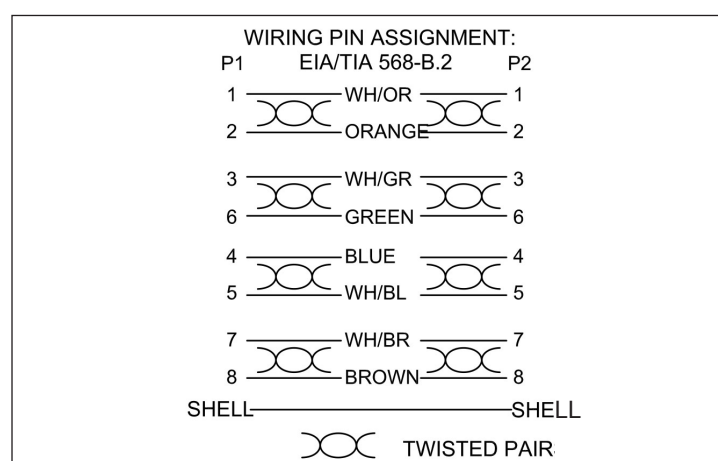 WIRING PIN ASSIGNMENT:
P1 EIA/TIA 568-B.2 P2
1 WH/OR 1
2 ORANGE 2
3 WH/GR 3
6 GREEN 6
4 BLUE 4
5 WH/BL 5
7 WH/BR 7
8 BROWN 8
SHELL SHELL
TWISTED PAIR